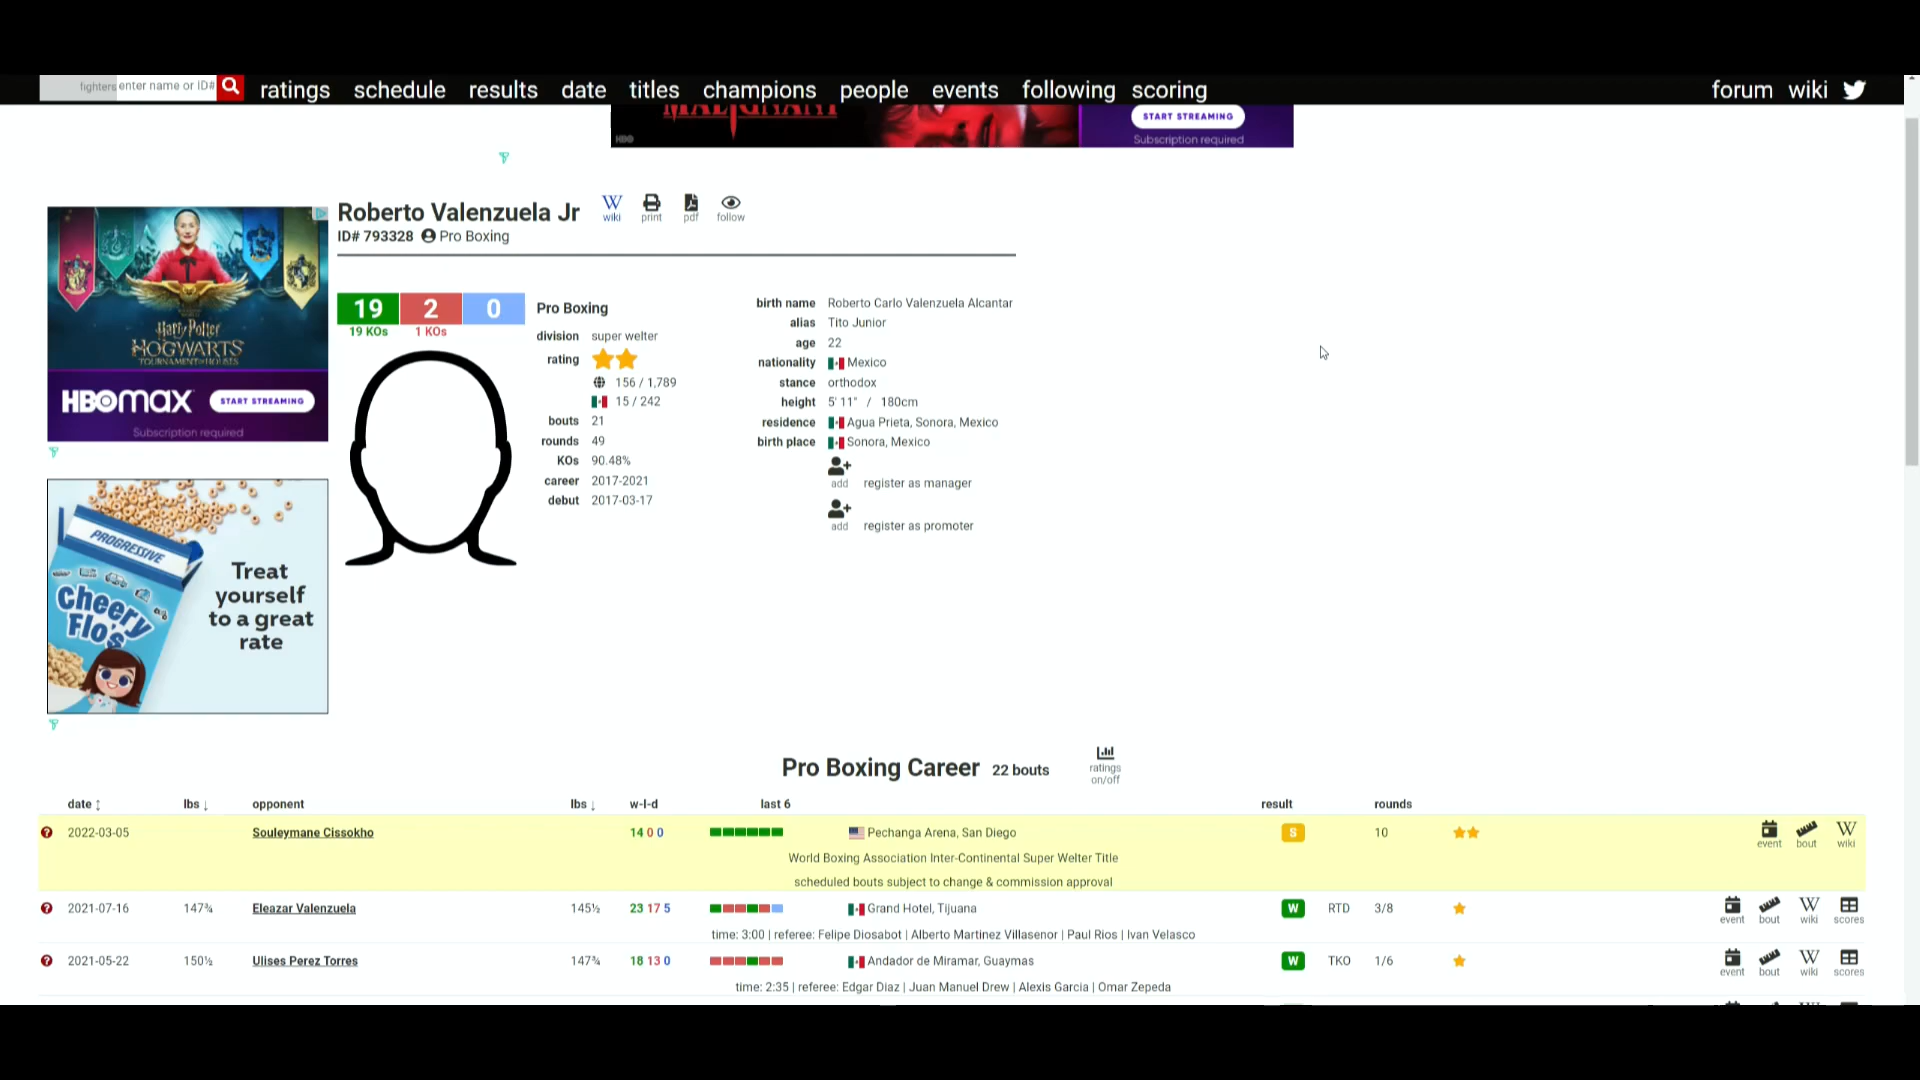 fighters enter name or ID# ratings schedule results date titles champions people events following scoring forum wiki
MALIGNANT
HBO
START STREAMING
Subscription required
Harry Potter
HOGWARTS
TOURNAMENT OF HOUSES
HBOMAX START STREAMING
Subscription required
Roberto Valenzuela Jr
wiki print pdf follow
ID# 793328 Pro Boxing
19 2 0
19 KOs 1 KOs
Pro Boxing
division super welter
rating
156 / 1,789
15 / 242
bouts 21
rounds 49
KOs 90.48%
career 2017-2021
debut 2017-03-17
birth name Roberto Carlo Valenzuela Alcantar
alias Tito Junior
age 22
nationality Mexico
stance orthodox
height 5' 11" / 180cm
residence Agua Prieta, Sonora, Mexico
birth place Sonora, Mexico
add register as manager
add register as promoter
PROGRESSIVE
Cheery
Flo's
Treat
yourself
to a great
rate
Pro Boxing Career 22 bouts
ratings
on/off
date lbs opponent lbs w-l-d last 6 result rounds
2022-03-05 Souleymane Cissokho 14 0 0 Pechanga Arena, San Diego S 10 event bout wiki
World Boxing Association Inter-Continental Super Welter Title
scheduled bouts subject to change & commission approval
2021-07-16 147¾ Eleazar Valenzuela 145½ 23 17 5 Grand Hotel, Tijuana W RTD 3/8 event bout wiki scores
time: 3:00 | referee: Felipe Diosabot | Alberto Martinez Villasenor | Paul Rios | Ivan Velasco
2021-05-22 150½ Ulises Perez Torres 147¾ 18 13 0 Andador de Miramar, Guaymas W TKO 1/6 event bout wiki scores
time: 2:35 | referee: Edgar Diaz | Juan Manuel Drew | Alexis Garcia | Omar Zepeda